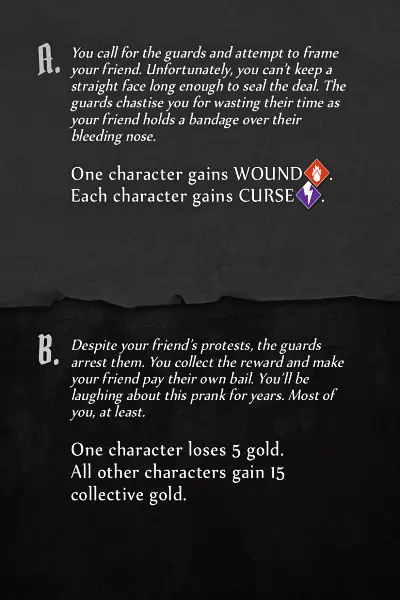 A.
You call for the guards and attempt to frame
your friend. Unfortunately, you can't keep a
straight face long enough to seal the deal. The
guards chastise you for wasting their time as
your friend holds a bandage over their
bleeding nose.
One character gains WOUND.
Each character gains CURSE.
B.
Despite your friend's protests, the guards
arrest them. You collect the reward and make
your friend pay their own bail. You'll be
laughing about this prank for years. Most of
you, at least.
One character loses 5 gold.
All other characters gain 15
collective gold.